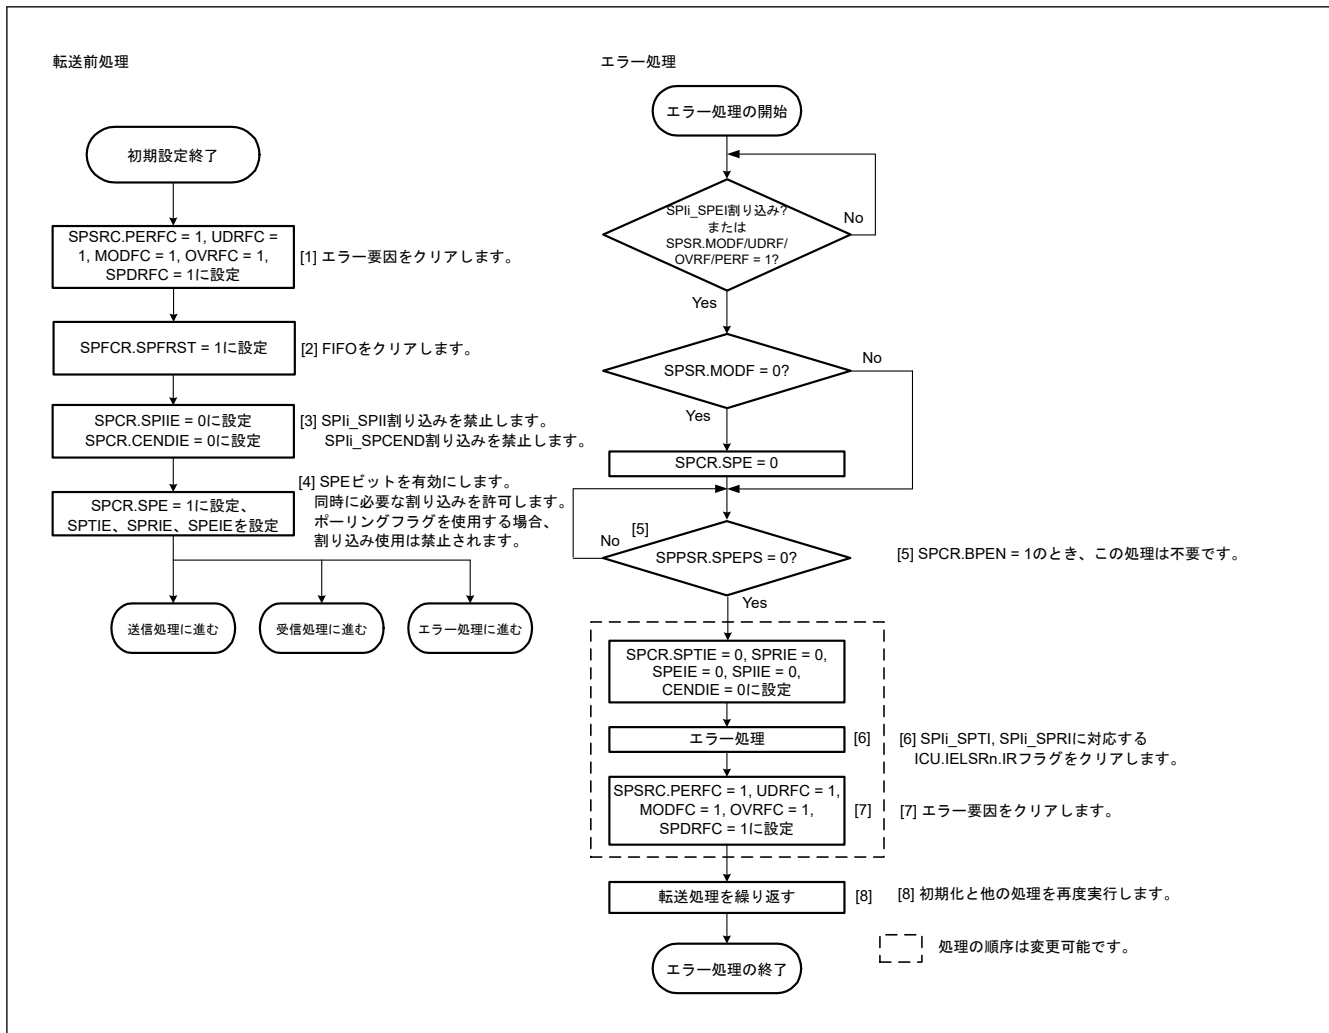 転送前処理
初期設定終了
SPSRC.PERFC = 1, UDRFC =
1, MODFC = 1, OVRFC = 1,
SPDRFC = 1に設定
[1] エラー要因をクリアします。
SPFCR.SPFRST = 1に設定
[2] FIFOをクリアします。
SPCR.SPIIE = 0に設定
SPCR.CENDIE = 0に設定
[3] SPIi_SPII割り込みを禁止します。
SPIi_SPCEND割り込みを禁止します。
SPCR.SPE = 1に設定、
SPTIE、SPRIE、SPEIEを設定
[4] SPEビットを有効にします。
同時に必要な割り込みを許可します。
ポーリングフラグを使用する場合、
割り込み使用は禁止されます。
送信処理に進む
受信処理に進む
エラー処理に進む
エラー処理
エラー処理の開始
SPIi_SPEI割り込み?
または
SPSR.MODF/UDRF/
OVRF/PERF = 1?
No
Yes
SPSR.MODF = 0?
No
Yes
SPCR.SPE = 0
No
[5]
SPPSR.SPEPS = 0?
[5] SPCR.BPEN = 1のとき、この処理は不要です。
Yes
SPCR.SPTIE = 0, SPRIE = 0,
SPEIE = 0, SPIIE = 0,
CENDIE = 0に設定
エラー処理
[6]
[6] SPIi_SPTI, SPIi_SPRIに対応する
ICU.IELSRn.IRフラグをクリアします。
SPSRC.PERFC = 1, UDRFC = 1,
MODFC = 1, OVRFC = 1,
SPDRFC = 1に設定
[7]
[7] エラー要因をクリアします。
転送処理を繰り返す
[8]
[8] 初期化と他の処理を再度実行します。
処理の順序は変更可能です。
エラー処理の終了